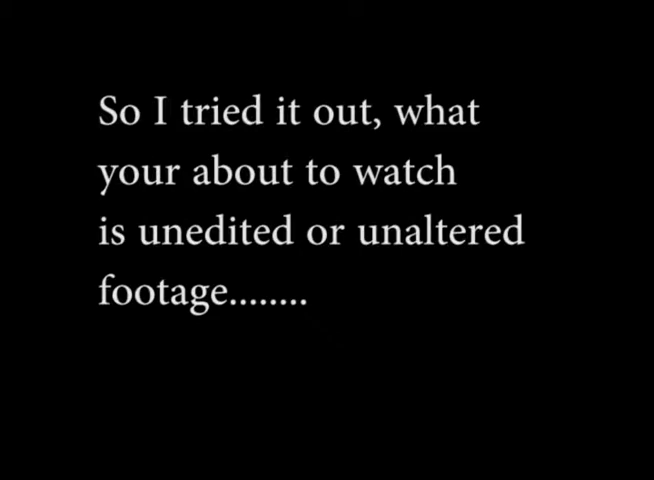 So I tried it out, what
your about to watch
is unedited or unaltered
footage........